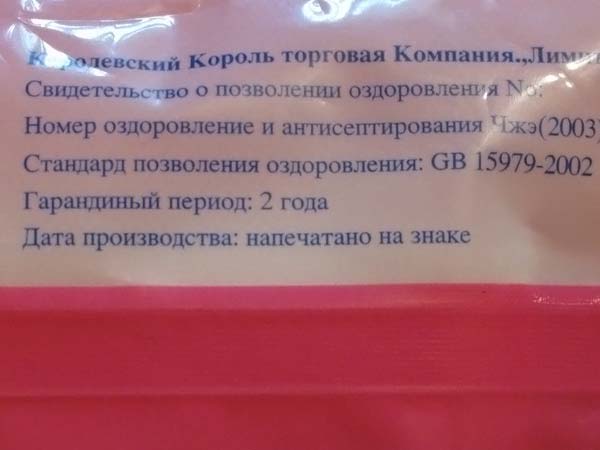 Королевский Король торговая Компания.,,Лими
Свидетельство о позволении оздоровления No:
Номер оздоровление и антисептирования Чжэ(2003)
Стандард позволения оздоровления: GB 15979-2002
Гарандиный период: 2 года
Дата производства: напечатано на знаке